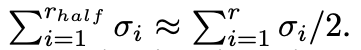 ∑_{i=1}^{r_{half}} σ_i ≈ ∑_{i=1}^{r} σ_i/2.